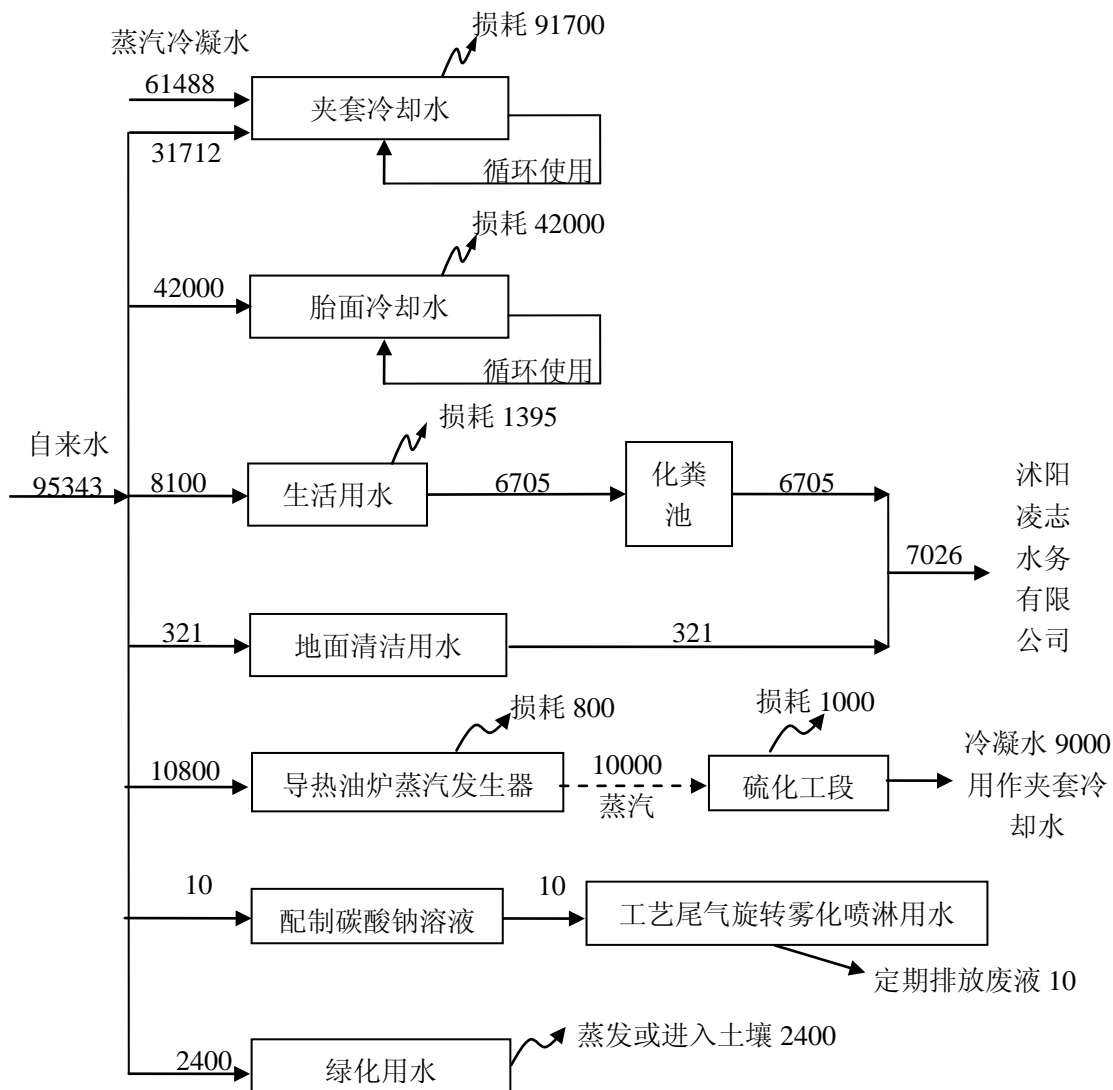 损耗 91700
蒸汽冷凝水
61488
夹套冷却水
31712
循环使用
损耗 42000
42000
胎面冷却水
循环使用
自来水
95343
损耗 1395
8100
生活用水
6705
化粪
池
6705
7026
沭阳
凌志
水务
有限
公司
321
地面清洁用水
321
损耗 800
损耗 1000
10800
导热油炉蒸汽发生器
10000
蒸汽
硫化工段
冷凝水 9000
用作夹套冷
却水
10
配制碳酸钠溶液
10
工艺尾气旋转雾化喷淋用水
定期排放废液 10
2400
绿化用水
蒸发或进入土壤 2400